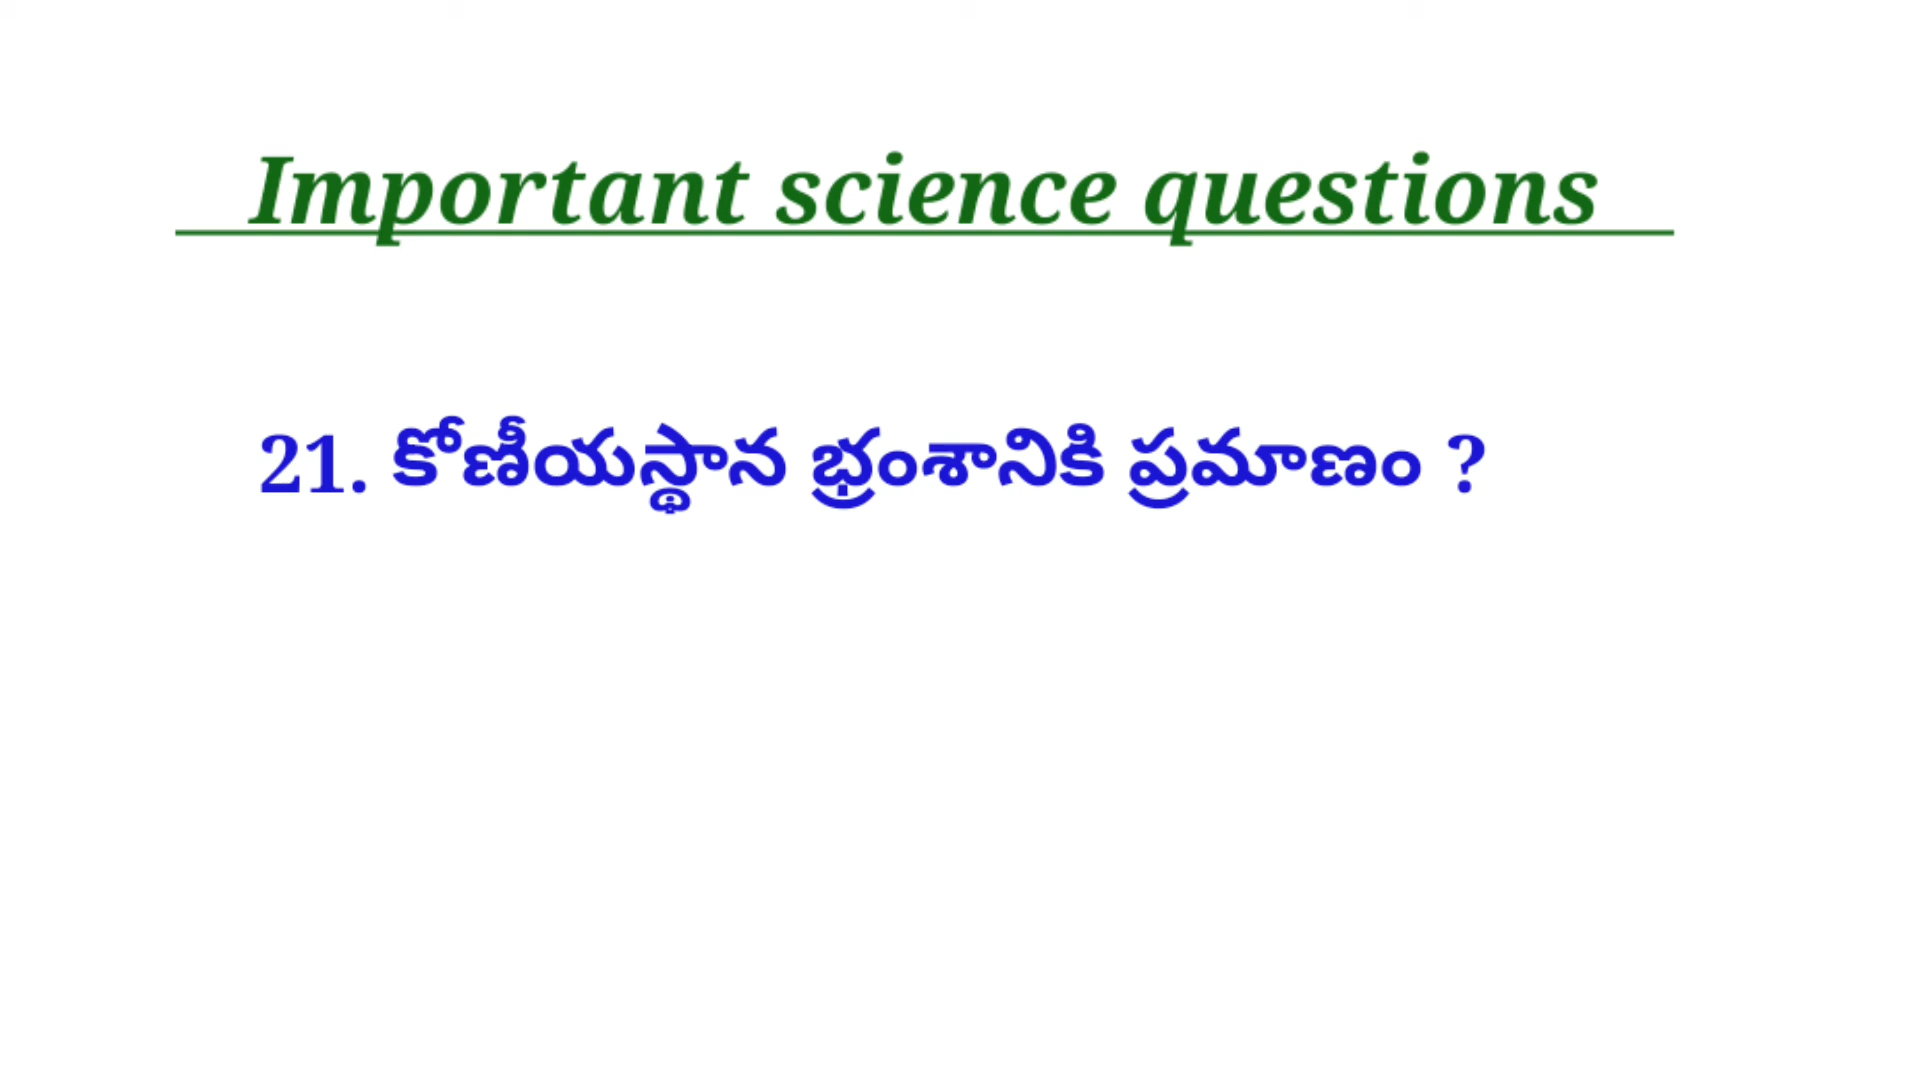 Important science questions
21. కోణీయస్థాన భ్రంశానికి ప్రమాణం ?